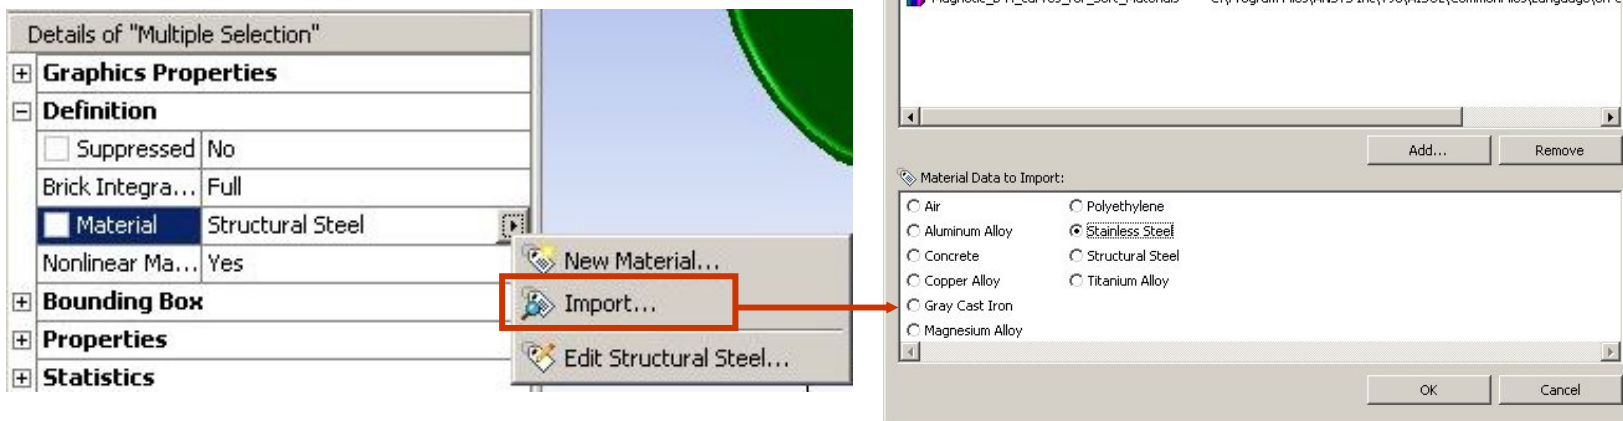 Details of "Multiple Selection"
Graphics Properties
Definition
Suppressed No
Brick Integra... Full
Material Structural Steel
Nonlinear Ma... Yes
Bounding Box
Properties
Statistics
New Material...
Import...
Edit Structural Steel...
Add... Remove
Material Data to Import:
Air Polyethylene
Aluminum Alloy Stainless Steel
Concrete Structural Steel
Copper Alloy Titanium Alloy
Gray Cast Iron
Magnesium Alloy
OK Cancel